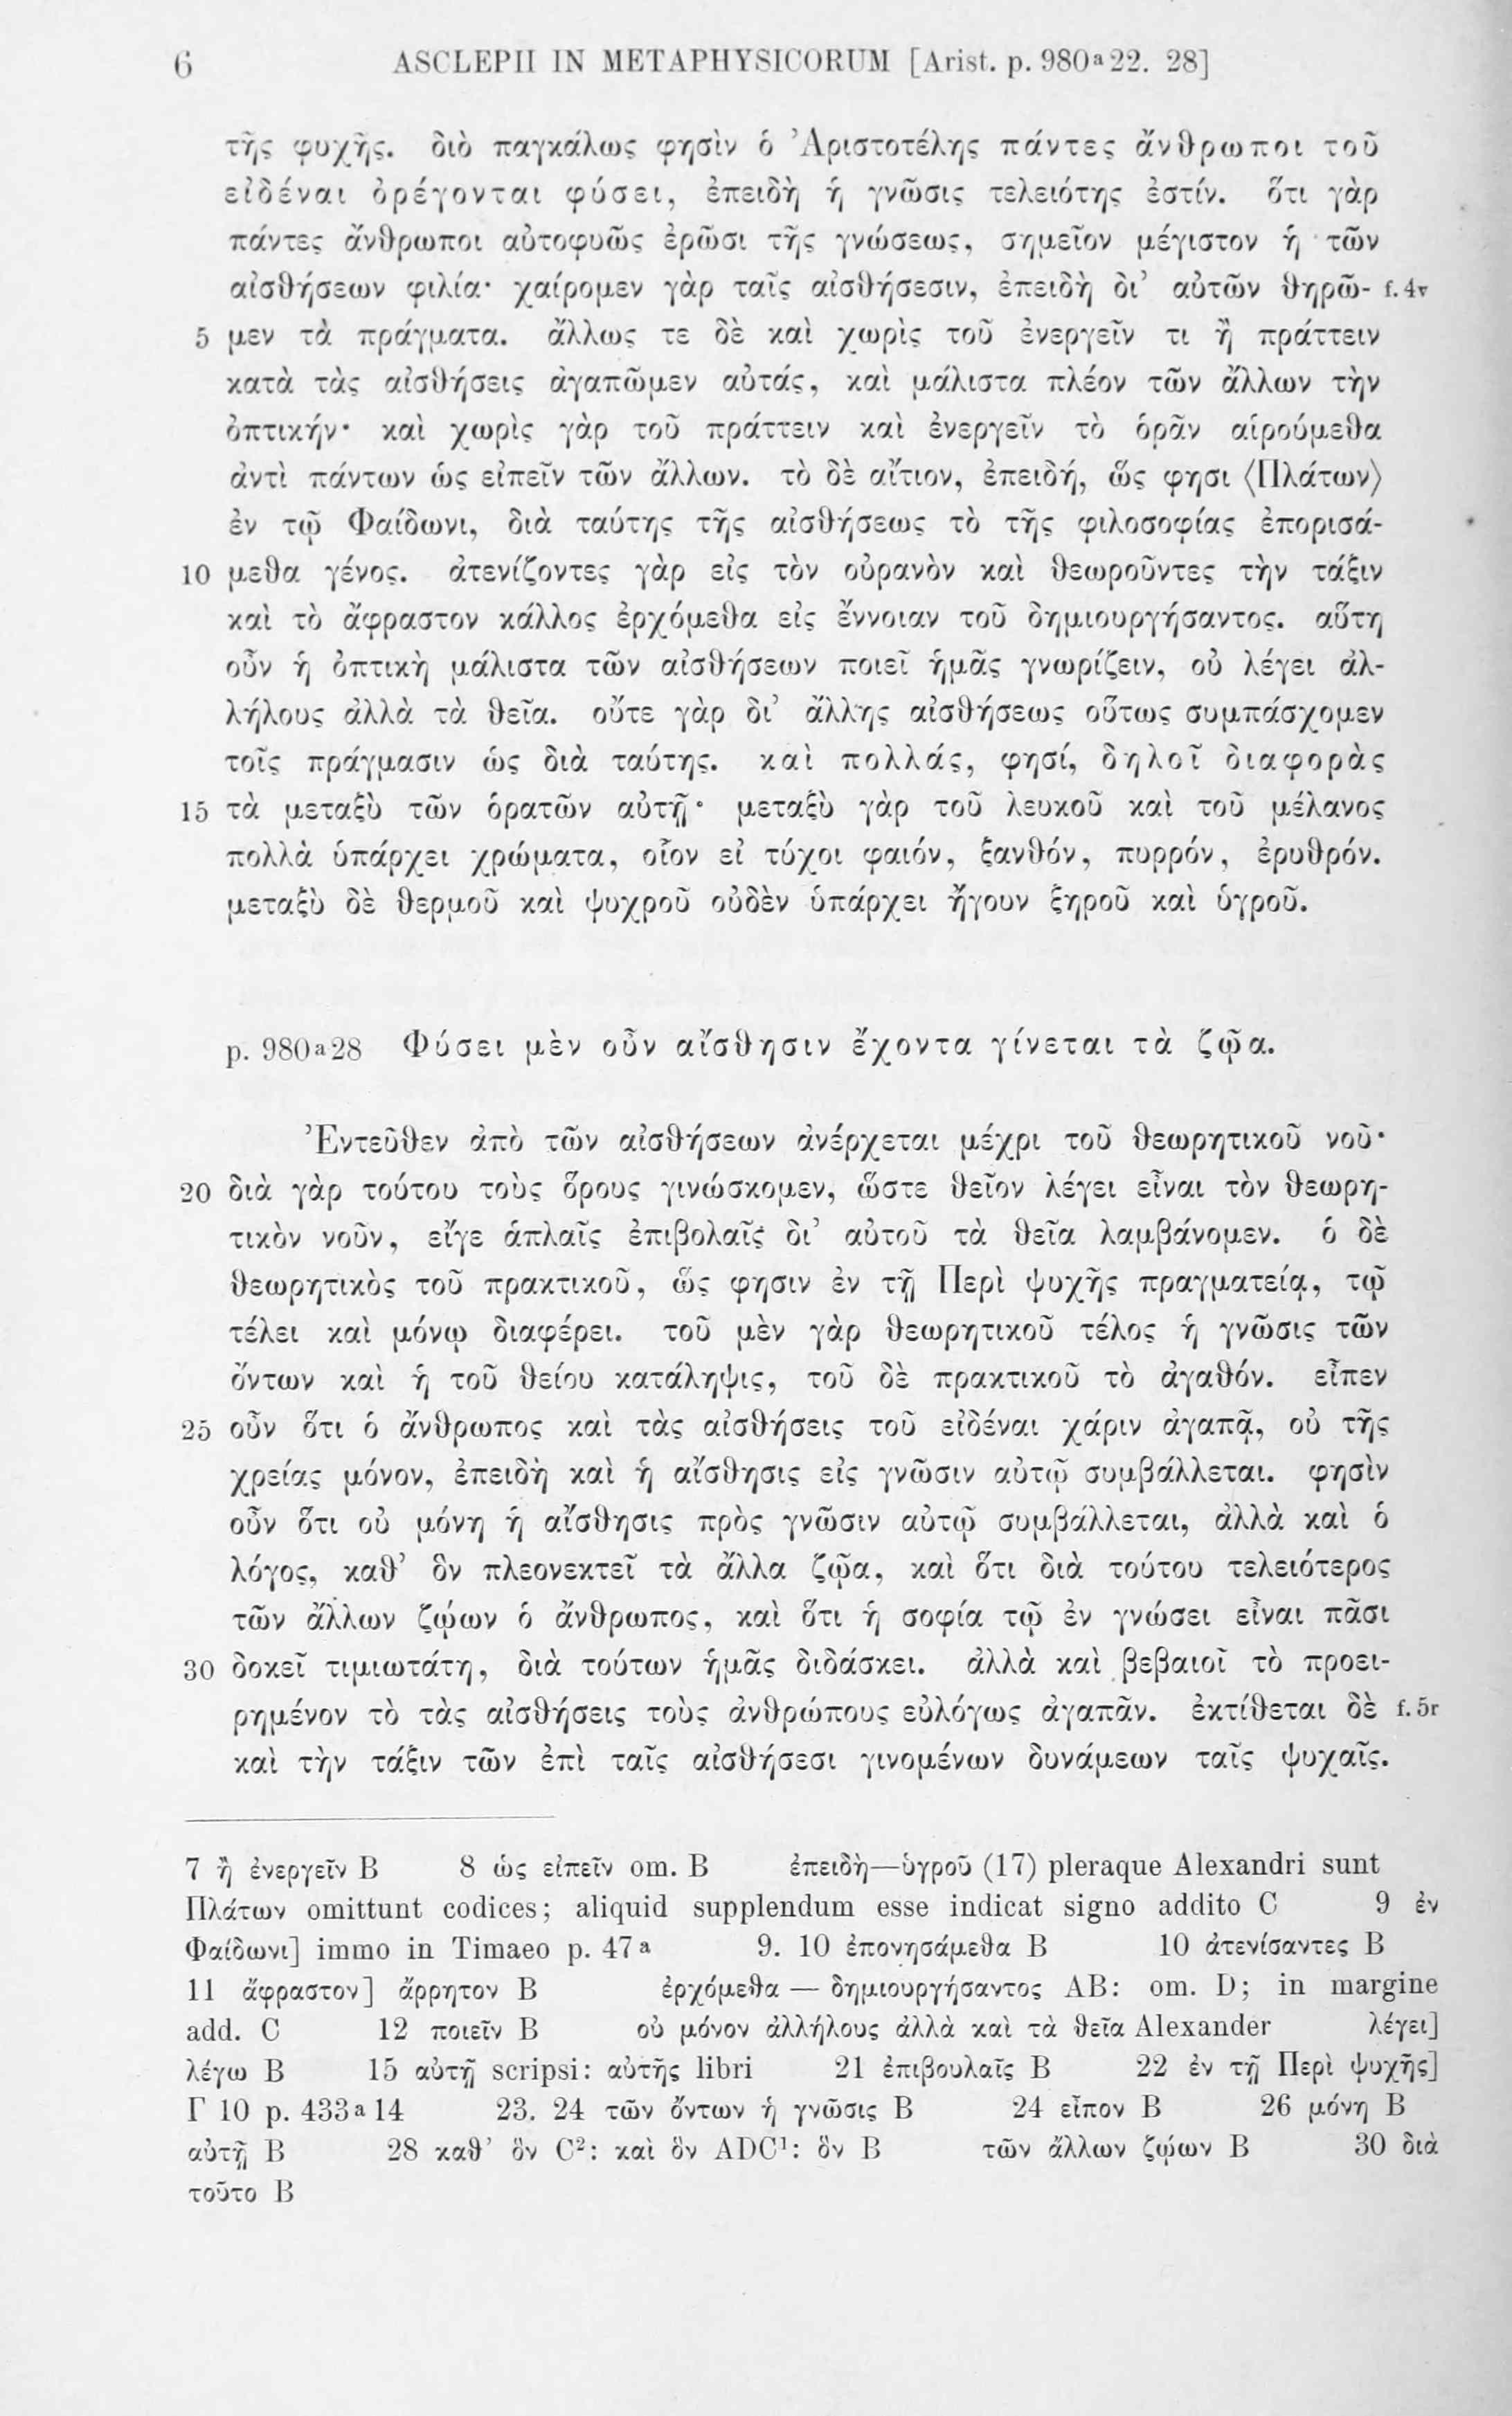 6 ASCLEPII IN METAPHYSICORUM [Arist. p. 980ª22. 28]
τῆς ψυχῆς. διὸ παγκάλως φησὶν ὁ Ἀριστοτέλης πάντες ἄνθρωποι τοῦ
εἰδέναι ὀρέγονται φύσει, ἐπειδὴ ἡ γνῶσις τελειότης ἐστίν. ὅτι γὰρ
πάντες ἄνθρωποι αὐτοφυῶς ἐρῶσι τῆς γνώσεως, σημεῖον μέγιστον ἡ τῶν
αἰσθήσεων φιλία· χαίρομεν γὰρ ταῖς αἰσθήσεσιν, ἐπειδὴ δι' αὐτῶν θηρῶ- f. 4v
5 μεν τὰ πράγματα. ἄλλως τε δὲ καὶ χωρὶς τοῦ ἐνεργεῖν τι ἢ πράττειν
κατὰ τὰς αἰσθήσεις ἀγαπῶμεν αὐτάς, καὶ μάλιστα πλέον τῶν ἄλλων τὴν
ὀπτικήν· καὶ χωρὶς γὰρ τοῦ πράττειν καὶ ἐνεργεῖν τὸ ὁρᾶν αἱρούμεθα
ἀντὶ πάντων ὡς εἰπεῖν τῶν ἄλλων. τὸ δὲ αἴτιον, ἐπειδή, ὥς φησι ⟨Πλάτων⟩
ἐν τῷ Φαίδωνι, διὰ ταύτης τῆς αἰσθήσεως τὸ τῆς φιλοσοφίας ἐπορισά-
10 μεθα γένος. ἀτενίζοντες γὰρ εἰς τὸν οὐρανὸν καὶ θεωροῦντες τὴν τάξιν
καὶ τὸ ἄφραστον κάλλος ἐρχόμεθα εἰς ἔννοιαν τοῦ δημιουργήσαντος. αὕτη
οὖν ἡ ὀπτικὴ μάλιστα τῶν αἰσθήσεων ποιεῖ ἡμᾶς γνωρίζειν, οὐ λέγει ἀλ-
λήλους ἀλλὰ τὰ θεῖα. οὔτε γὰρ δι' ἄλλης αἰσθήσεως οὕτως συμπάσχομεν
τοῖς πράγμασιν ὡς διὰ ταύτης. καὶ πολλάς, φησί, δηλοῖ διαφορὰς
15 τὰ μεταξὺ τῶν ὁρατῶν αὐτῇ· μεταξὺ γὰρ τοῦ λευκοῦ καὶ τοῦ μέλανος
πολλὰ ὑπάρχει χρώματα, οἷον εἰ τύχοι φαιόν, ξανθόν, πυρρόν, ἐρυθρόν.
μεταξὺ δὲ θερμοῦ καὶ ψυχροῦ οὐδὲν ὑπάρχει ἤγουν ξηροῦ καὶ ὑγροῦ.
p. 980ª28 Φύσει μὲν οὖν αἴσθησιν ἔχοντα γίνεται τὰ ζῷα.
Ἐντεῦθεν ἀπὸ τῶν αἰσθήσεων ἀνέρχεται μέχρι τοῦ θεωρητικοῦ νοῦ·
20 διὰ γὰρ τούτου τοὺς ὅρους γινώσκομεν, ὥστε θεῖον λέγει εἶναι τὸν θεωρη-
τικὸν νοῦν, εἴγε ἁπλαῖς ἐπιβολαῖς δι' αὐτοῦ τὰ θεῖα λαμβάνομεν. ὁ δὲ
θεωρητικὸς τοῦ πρακτικοῦ, ὥς φησιν ἐν τῇ Περὶ ψυχῆς πραγματείᾳ, τῷ
τέλει καὶ μόνῳ διαφέρει. τοῦ μὲν γὰρ θεωρητικοῦ τέλος ἡ γνῶσις τῶν
ὄντων καὶ ἡ τοῦ θείου κατάληψις, τοῦ δὲ πρακτικοῦ τὸ ἀγαθόν. εἶπεν
25 οὖν ὅτι ὁ ἄνθρωπος καὶ τὰς αἰσθήσεις τοῦ εἰδέναι χάριν ἀγαπᾷ, οὐ τῆς
χρείας μόνον, ἐπειδὴ καὶ ἡ αἴσθησις εἰς γνῶσιν αὐτῷ συμβάλλεται. φησὶν
οὖν ὅτι οὐ μόνη ἡ αἴσθησις πρὸς γνῶσιν αὐτῷ συμβάλλεται, ἀλλὰ καὶ ὁ
λόγος, καθ' ὃν πλεονεκτεῖ τὰ ἄλλα ζῷα, καὶ ὅτι διὰ τούτου τελειότερος
τῶν ἄλλων ζῴων ὁ ἄνθρωπος, καὶ ὅτι ἡ σοφία τῷ ἐν γνώσει εἶναι πᾶσι
30 δοκεῖ τιμιωτάτη, διὰ τούτων ἡμᾶς διδάσκει. ἀλλὰ καὶ βεβαιοῖ τὸ προει-
ρημένον τὸ τὰς αἰσθήσεις τοὺς ἀνθρώπους εὐλόγως ἀγαπᾶν. ἐκτίθεται δὲ f. 5r
καὶ τὴν τάξιν τῶν ἐπὶ ταῖς αἰσθήσεσι γινομένων δυνάμεων ταῖς ψυχαῖς.
7 ἢ ἐνεργεῖν B 8 ὡς εἰπεῖν om. B ἐπειδὴ—ὑγροῦ (17) pleraque Alexandri sunt
Πλάτων omittunt codices; aliquid supplendum esse indicat signo addito C 9 ἐν
Φαίδωνι] immo in Timaeo p. 47ª 9. 10 ἐπονησάμεθα B 10 ἀτενίσαντες B
11 ἄφραστον] ἄρρητον B ἐρχόμεθα — δημιουργήσαντος AB: om. D; in margine
add. C 12 ποιεῖν B οὐ μόνον ἀλλήλους ἀλλὰ καὶ τὰ θεῖα Alexander λέγει]
λέγω B 15 αὐτῇ scripsi: αὐτῆς libri 21 ἐπιβουλαῖς B 22 ἐν τῇ Περὶ ψυχῆς]
Γ 10 p. 433ª14 23. 24 τῶν ὄντων ἡ γνῶσις B 24 εἶπον B 26 μόνη B
αὐτῇ B 28 καθ' ὃν C²: καὶ ὃν ADC¹: ὃν B τῶν ἄλλων ζῴων B 30 διὰ
τοῦτο B